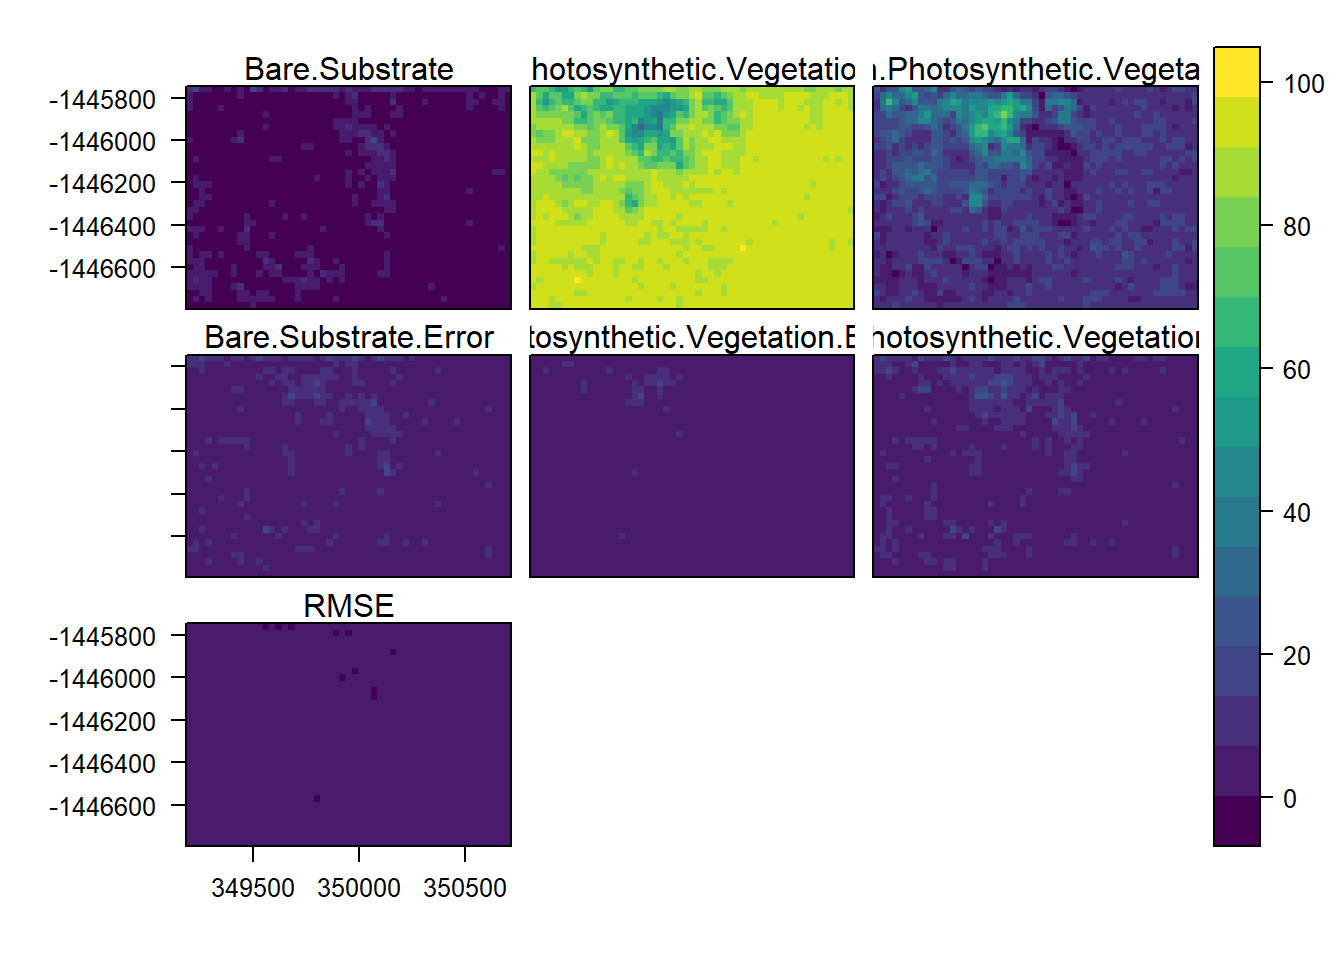 Bare.Substrate
hotosynthetic.Vegetatio
.Photosynthetic.Vegeta
-1445800
-1446000
-1446200
-1446400
-1446600
Bare.Substrate.Error
tosynthetic.Vegetation.E
hotosynthetic.Vegetation
RMSE
-1445800
-1446000
-1446200
-1446400
-1446600
349500
350000
350500
100
80
60
40
20
0